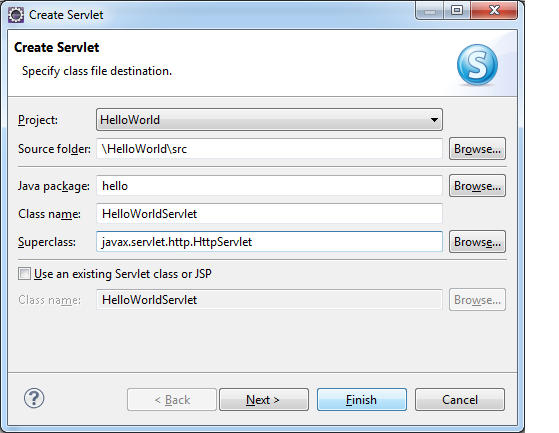 Create Servlet
Create Servlet
Specify class file destination.
S
Project: HelloWorld
Source folder: \HelloWorld\src Browse...
Java package: hello Browse...
Class name: HelloWorldServlet
Superclass: javax.servlet.http.HttpServlet Browse...
Use an existing Servlet class or JSP
Class name: HelloWorldServlet Browse...
? < Back Next > Finish Cancel